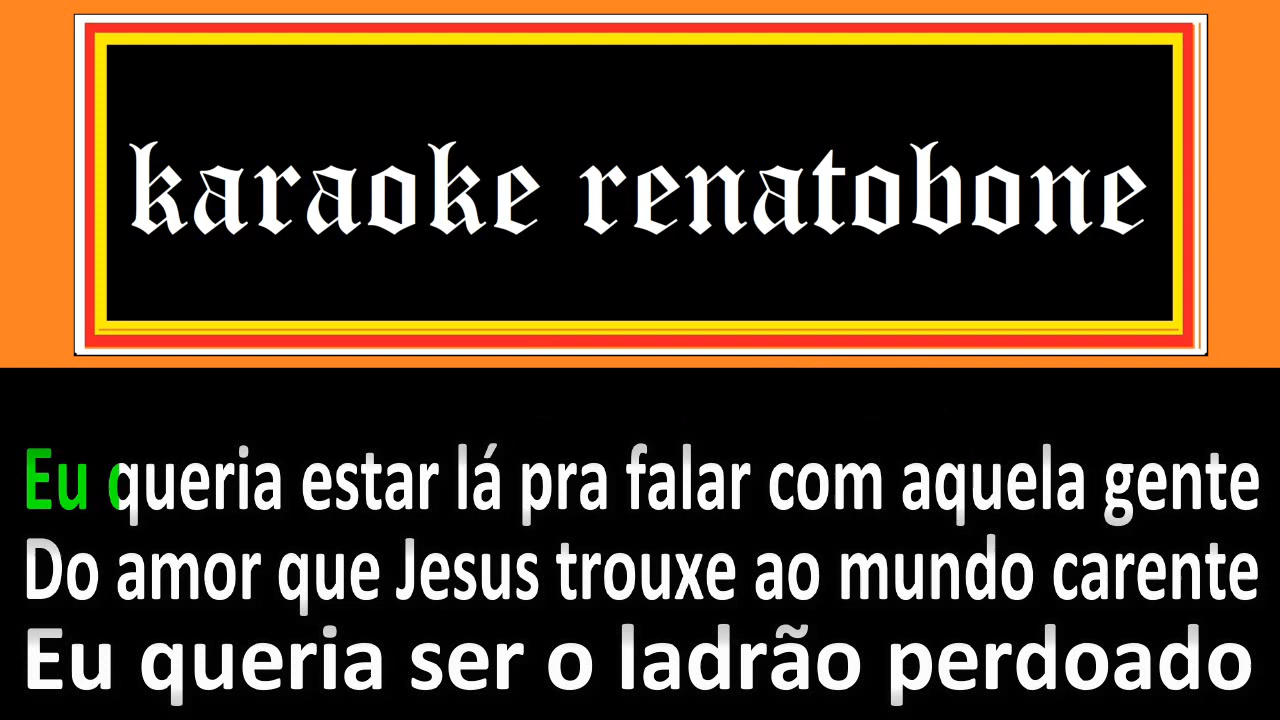 karaoke renatobone
Eu queria estar lá pra falar com aquela gente
Do amor que Jesus trouxe ao mundo carente
Eu queria ser o ladrão perdoado